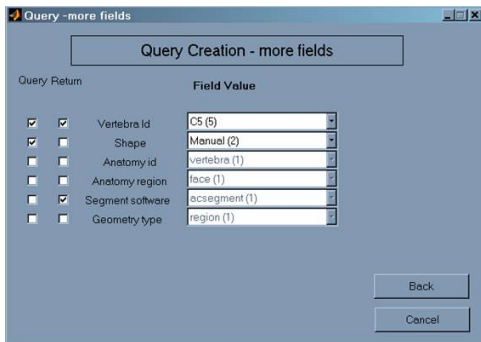 Query -more fields
Query Creation - more fields
Query Return Field Value
Vertebra Id C5 (5)
Shape Manual (2)
Anatomy id vertebra (1)
Anatomy region face (1)
Segment software acsegment (1)
Geometry type region (1)
Back
Cancel